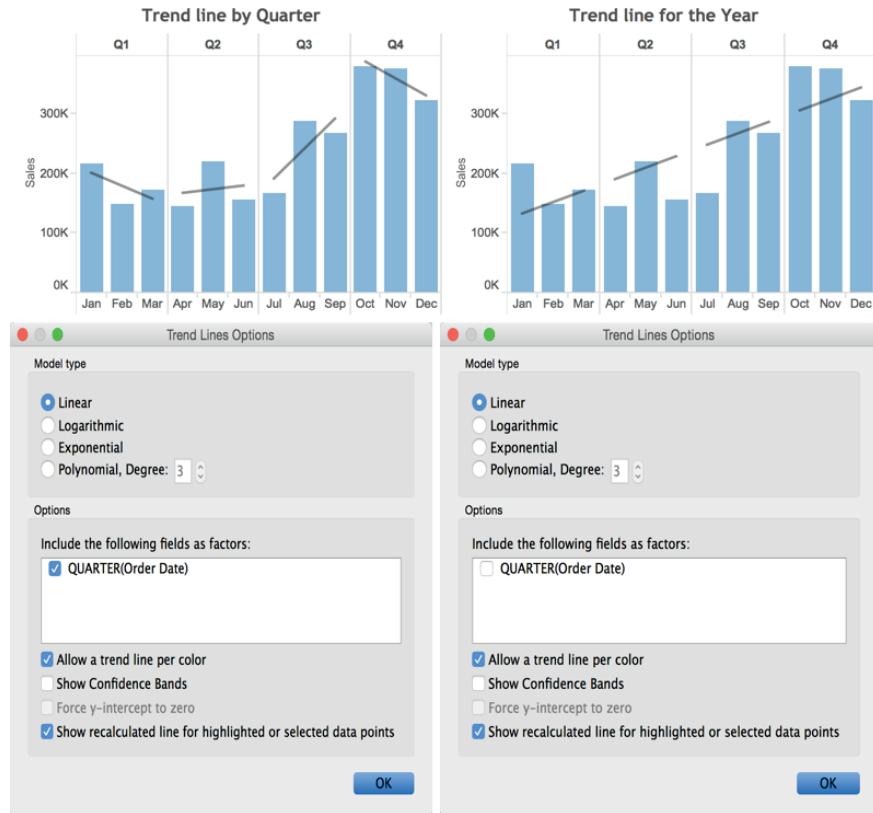 Trend line by Quarter
Q1 Q2 Q3 Q4
300K
200K
100K
0K
Sales
Jan Feb Mar Apr May Jun Jul Aug Sep Oct Nov Dec
Trend line for the Year
Q1 Q2 Q3 Q4
300K
200K
100K
0K
Sales
Jan Feb Mar Apr May Jun Jul Aug Sep Oct Nov Dec
Trend Lines Options
Model type
Linear
Logarithmic
Exponential
Polynomial, Degree: 3
Options
Include the following fields as factors:
QUARTER(Order Date)
Allow a trend line per color
Show Confidence Bands
Force y-intercept to zero
Show recalculated line for highlighted or selected data points
OK
Trend Lines Options
Model type
Linear
Logarithmic
Exponential
Polynomial, Degree: 3
Options
Include the following fields as factors:
QUARTER(Order Date)
Allow a trend line per color
Show Confidence Bands
Force y-intercept to zero
Show recalculated line for highlighted or selected data points
OK